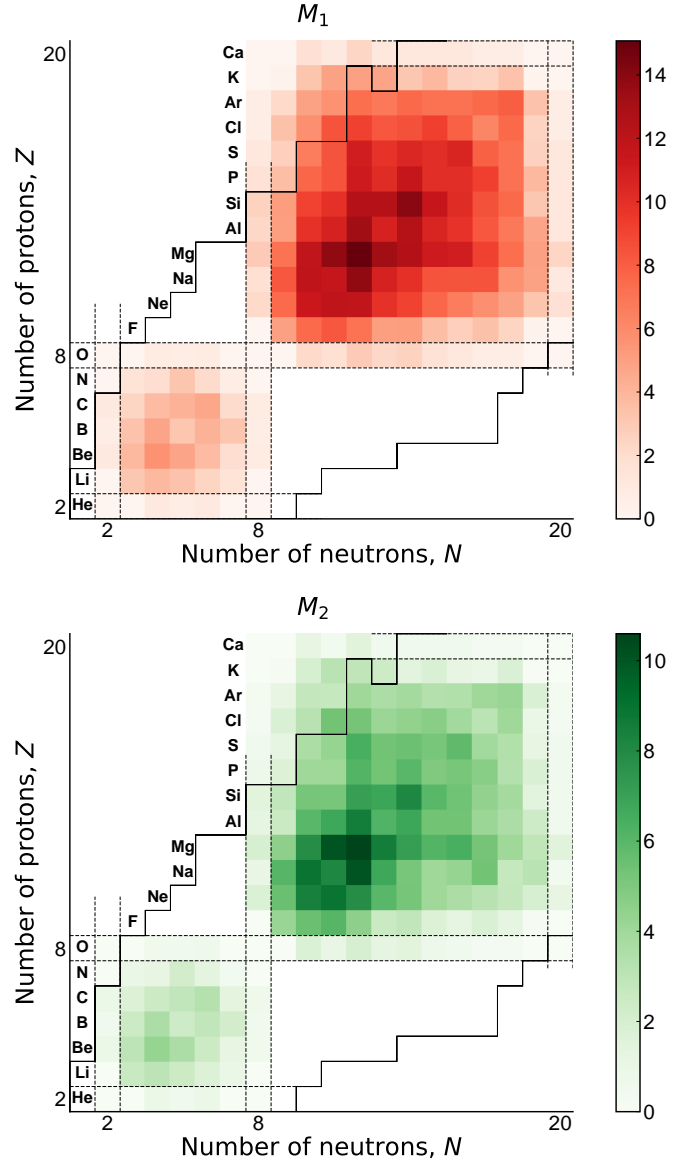 M1
20
Ca
K
Ar
Cl
S
P
Si
Al
Mg
Na
Ne
F
8
O
N
C
B
Be
Li
2
He
2
8
20
Number of neutrons, N
Number of protons, Z
14
12
10
8
6
4
2
0
M2
20
Ca
K
Ar
Cl
S
P
Si
Al
Mg
Na
Ne
F
8
O
N
C
B
Be
Li
2
He
2
8
20
Number of neutrons, N
Number of protons, Z
10
8
6
4
2
0